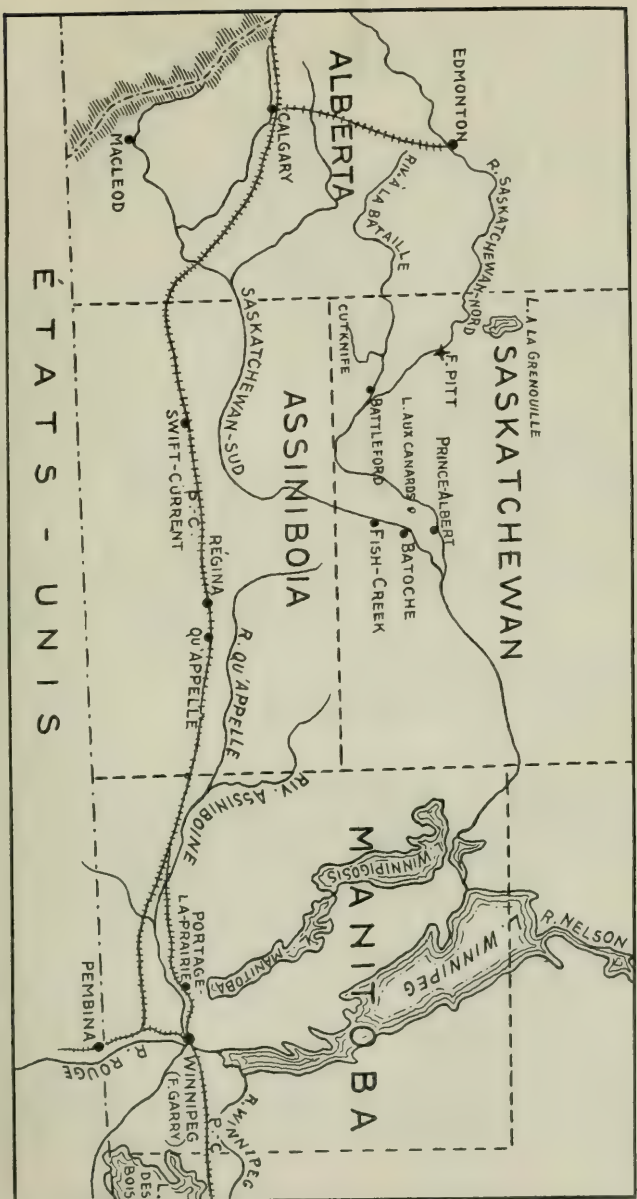 EDMONTON
R. SASKATCHEWAN-NORD
L. A LA GRENOUILLE
SASKATCHEWAN
ALBERTA
RIV. À LA BATAILLE
F. PITT
CUTKNIFE
BATTLEFORD
L. AUX CANARDS
PRINCE-ALBERT
BATOCHE
FISH-CREEK
CALGARY
MACLEOD
SASKATCHEWAN-SUD
ASSINIBOIA
SWIFT-CURRENT
P. C.
RÉGINA
QU'APPELLE
R. QU'APPELLE
RIV. ASSINIBOINE
MANITOBA
WINNIPIGOSIS
MANITOBA
WINNIPEG
R. NELSON
PORTAGE-
LA-PRAIRIE
PEMBINA
R. ROUGE
WINNIPEG
(F. GARRY)
R. WINNIPEG
P. C.
L.
DES
BOIS
ÉTATS-UNIS